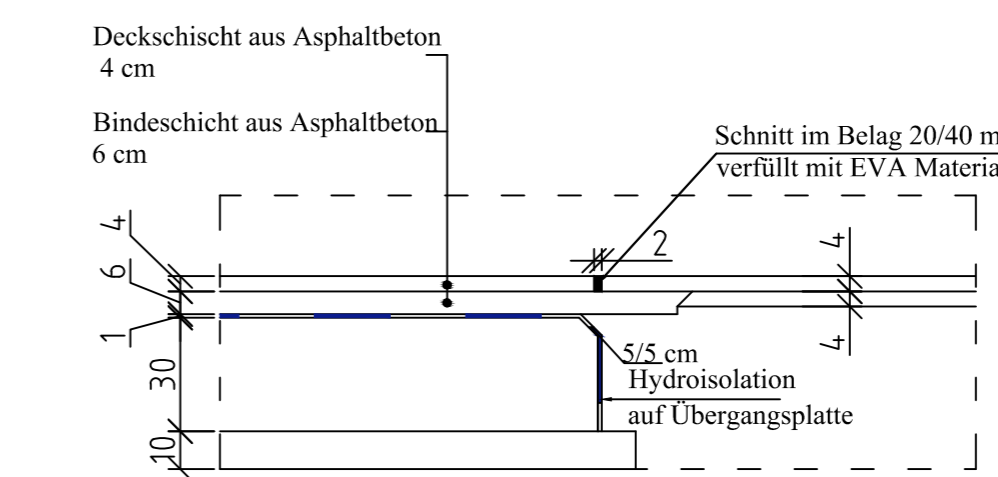 Deckschischt aus Asphaltbeton
4 cm
Bindeschicht aus Asphaltbeton
6 cm
Schnitt im Belag 20/40 m
verfüllt mit EVA Materia
4
6
1
30
10
2
4
4
5/5 cm
Hydroisolation
auf Übergangsplatte